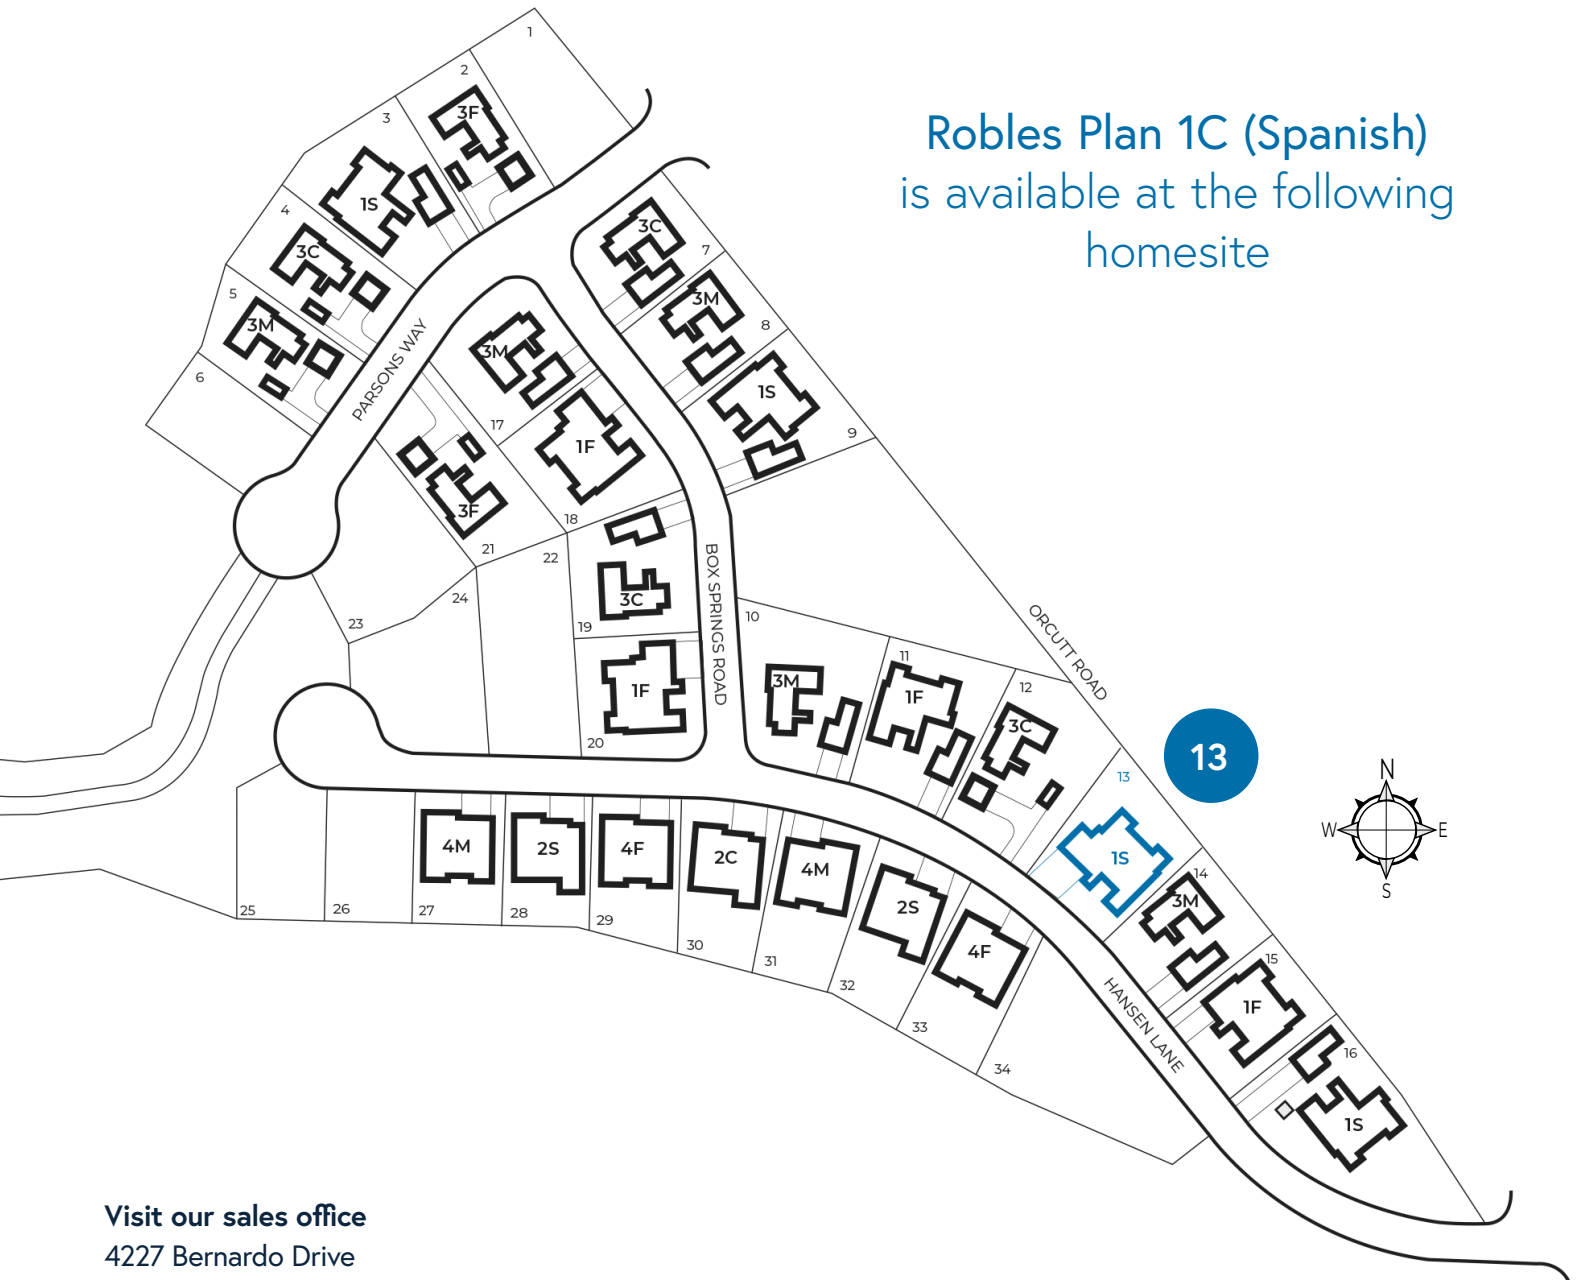 Robles Plan 1C (Spanish)
is available at the following
homesite
1
2
3F
3
1S
4
3C
5
3M
6
PARSONS WAY
3C
7
3M
8
1S
9
3M
17
1F
18
3F
21
22
3C
19
24
23
1F
20
BOX SPRINGS ROAD
ORCUTT ROAD
10
3M
11
1F
12
3C
13
13
1S
14
3M
15
1F
16
1S
HANSEN LANE
N
W
E
S
25
26
4M
27
2S
28
4F
29
2C
30
4M
31
2S
32
4F
33
34
Visit our sales office
4227 Bernardo Drive